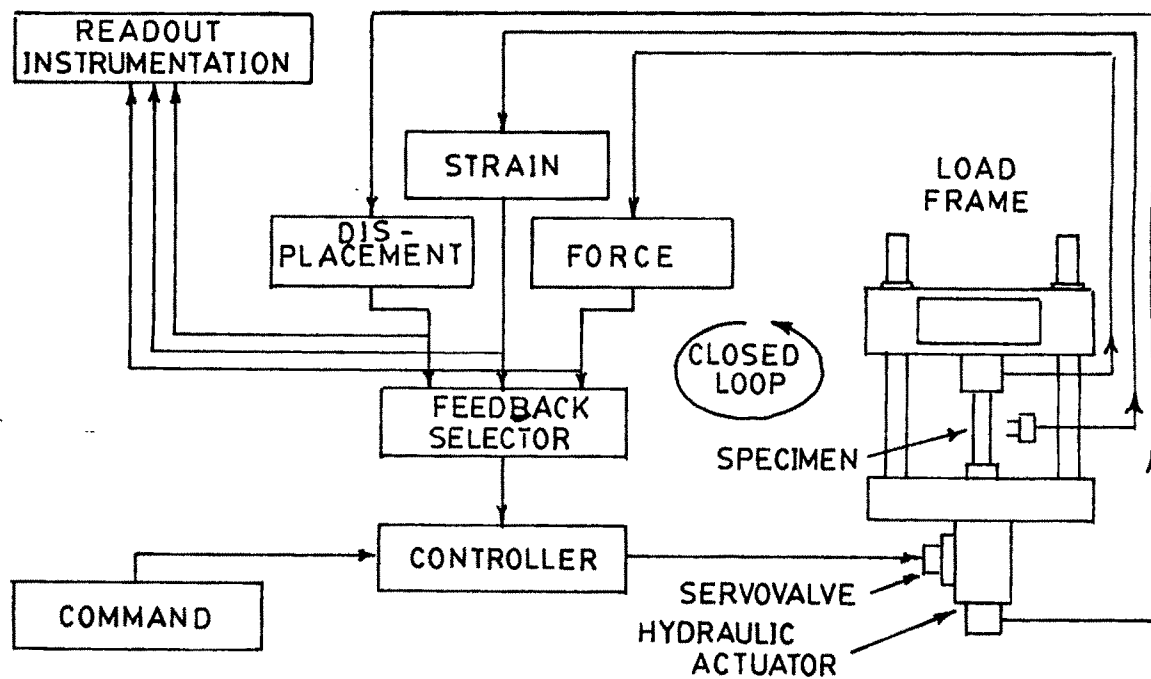 READOUT
INSTRUMENTATION
STRAIN
DIS-
PLACEMENT
FORCE
LOAD
FRAME
CLOSED
LOOP
FEEDBACK
SELECTOR
SPECIMEN
CONTROLLER
COMMAND
SERVOVALVE
HYDRAULIC
ACTUATOR